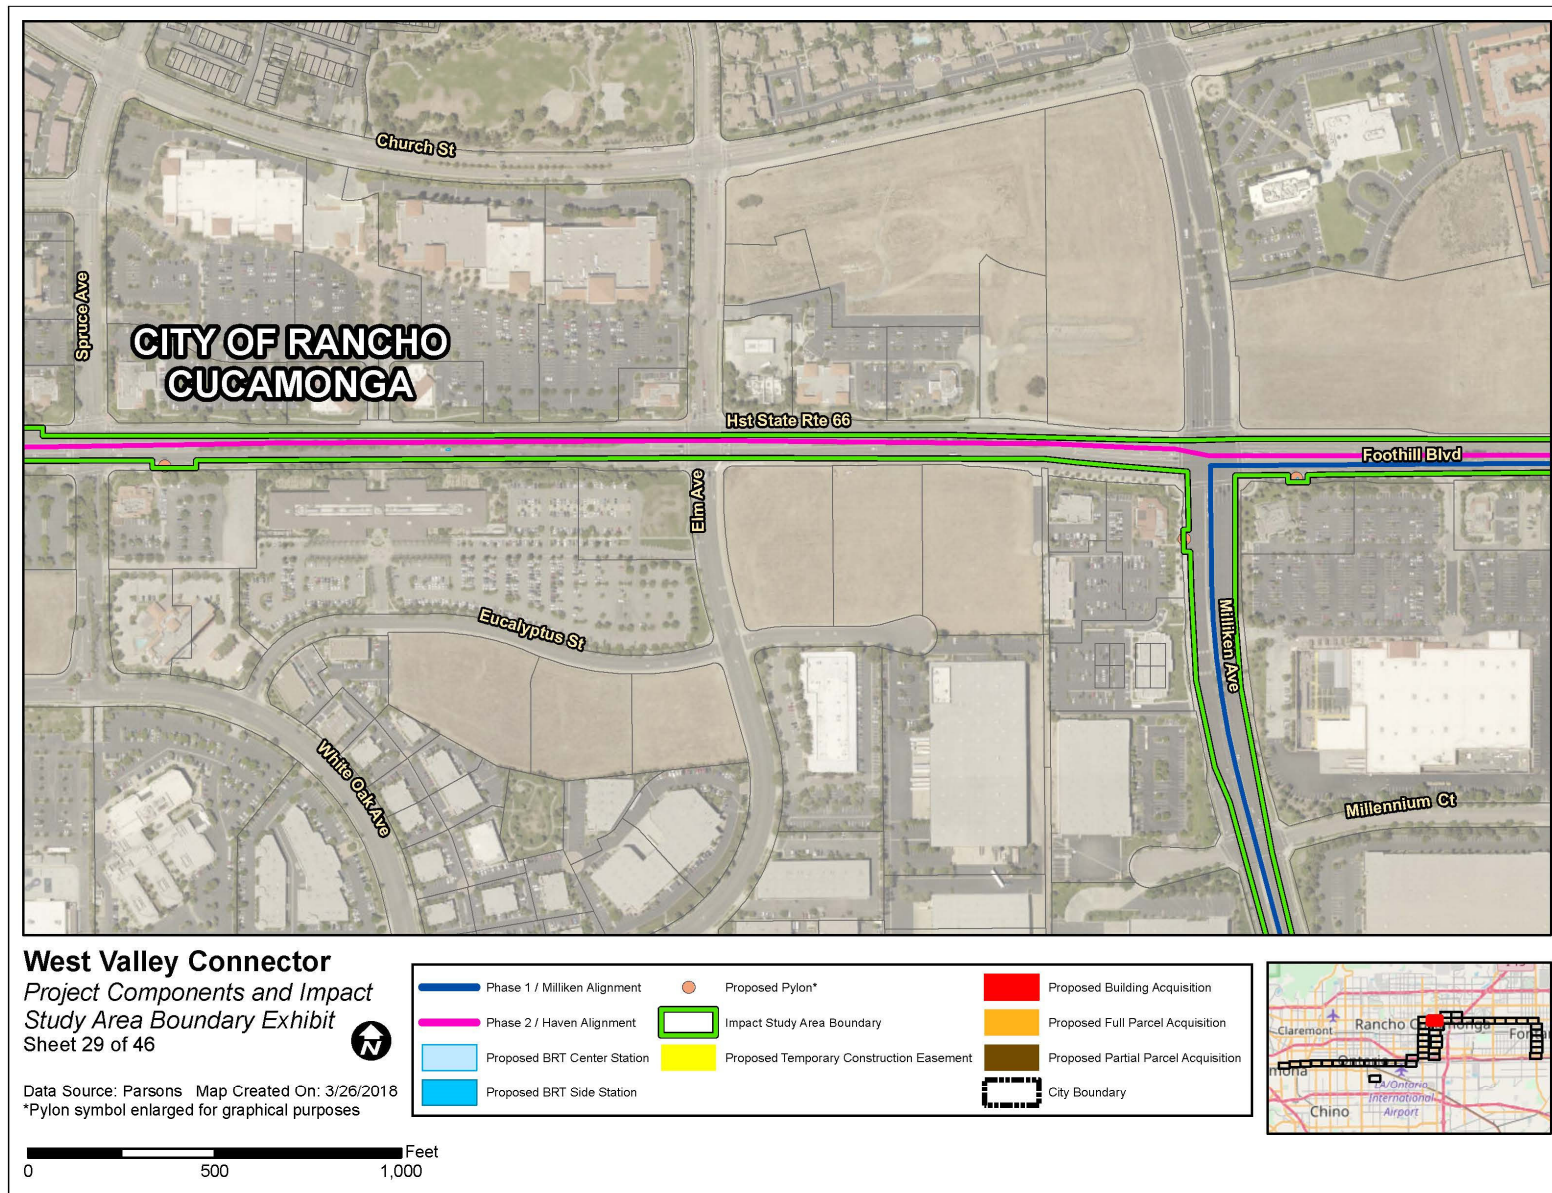 Church St
Spruce Ave
CITY OF RANCHO
CUCAMONGA
Hst State Rte 66
Foothill Blvd
Elm Ave
Eucalyptus St
Milliken Ave
White Oak Ave
Millennium Ct
West Valley Connector
Project Components and Impact
Study Area Boundary Exhibit
Sheet 29 of 46
N
Data Source: Parsons Map Created On: 3/26/2018
*Pylon symbol enlarged for graphical purposes
Feet
0 500 1,000
Phase 1 / Milliken Alignment
Phase 2 / Haven Alignment
Proposed BRT Center Station
Proposed BRT Side Station
Proposed Pylon*
Impact Study Area Boundary
Proposed Temporary Construction Easement
Proposed Building Acquisition
Proposed Full Parcel Acquisition
Proposed Partial Parcel Acquisition
City Boundary
Claremont
Rancho
Ontario
LA/Ontario
International
Airport
Chino